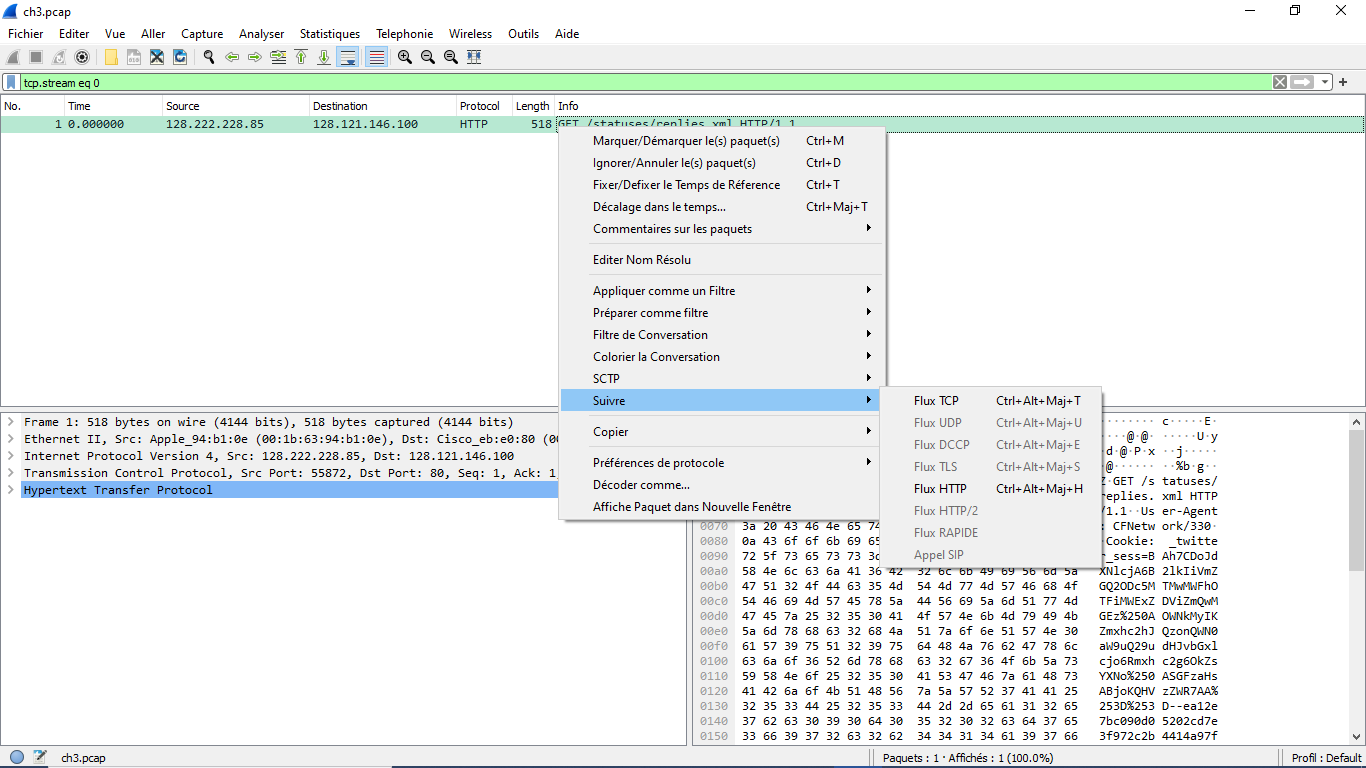 ch3.pcap
Fichier Editer Vue Aller Capture Analyser Statistiques Telephonie Wireless Outils Aide
tcp.stream eq 0
No. Time Source Destination Protocol Length Info
1 0.000000 128.222.228.85 128.121.146.100 HTTP 518 GET /statuses/replies.xml HTTP/1.1
Marquer/Démarquer le(s) paquet(s) Ctrl+M
Ignorer/Annuler le(s) paquet(s) Ctrl+D
Fixer/Defixer le Temps de Réference Ctrl+T
Décalage dans le temps... Ctrl+Maj+T
Commentaires sur les paquets
Editer Nom Résolu
Appliquer comme un Filtre
Préparer comme filtre
Filtre de Conversation
Colorier la Conversation
SCTP
Suivre
Copier
Préférences de protocole
Décoder comme...
Affiche Paquet dans Nouvelle Fenêtre
Flux TCP Ctrl+Alt+Maj+T
Flux UDP Ctrl+Alt+Maj+U
Flux DCCP Ctrl+Alt+Maj+E
Flux TLS Ctrl+Alt+Maj+S
Flux HTTP Ctrl+Alt+Maj+H
Flux HTTP/2
Flux RAPIDE
Appel SIP
Frame 1: 518 bytes on wire (4144 bits), 518 bytes captured (4144 bits)
Ethernet II, Src: Apple_94:b1:0e (00:1b:63:94:b1:0e), Dst: Cisco_eb:e0:80 (00
Internet Protocol Version 4, Src: 128.222.228.85, Dst: 128.121.146.100
Transmission Control Protocol, Src Port: 55872, Dst Port: 80, Seq: 1, Ack: 1
Hypertext Transfer Protocol
········ c·····E·
···@·@· ·····U·y
·d·@·P·x ··j·····
·@······ ··%b·g··
Z·GET /s tatuses/
replies. xml HTTP
/1.1··Us er-Agent
0070 3a 20 43 46 4e 65 74 : CFNetw ork/330·
0080 0a 43 6f 6f 6b 69 65 ·Cookie: _twitte
0090 72 5f 73 65 73 73 3d r_sess=B Ah7CDoJd
00a0 58 4e 6c 63 6a 41 36 42 32 6c 6b 49 69 56 6d 5a XNlcjA6B 2lkIiVmZ
00b0 47 51 32 4f 44 63 35 4d 54 4d 77 4d 57 46 68 4f GQ2ODc5M TMwMWFhO
00c0 54 46 69 4d 57 45 78 5a 44 56 69 5a 6d 51 77 4d TFiMWExZ DViZmQwM
00d0 47 45 7a 25 32 35 30 41 4f 57 4e 6b 4d 79 49 4b GEz%250A OWNkMyIK
00e0 5a 6d 78 68 63 32 68 4a 51 7a 6f 6e 51 57 4e 30 Zmxhc2hJ QzonQWN0
00f0 61 57 39 75 51 32 39 75 64 48 4a 76 62 47 78 6c aW9uQ29u dHJvbGxl
0100 63 6a 6f 36 52 6d 78 68 63 32 67 36 4f 6b 5a 73 cjo6Rmxh c2g6OkZs
0110 59 58 4e 6f 25 32 35 30 41 53 47 46 7a 61 48 73 YXNo%250 ASGFzaHs
0120 41 42 6a 6f 4b 51 48 56 7a 5a 57 52 37 41 41 25 ABjoKQHV zZWR7AA%
0130 32 35 33 44 25 32 35 33 44 2d 2d 65 61 31 32 65 253D%253 D--ea12e
0140 37 62 63 30 39 30 64 30 35 32 30 32 63 64 37 65 7bc090d0 5202cd7e
0150 33 66 39 37 32 63 32 62 34 34 31 34 61 39 37 66 3f972c2b 4414a97f
ch3.pcap Paquets : 1 · Affichés : 1 (100.0%) Profil : Default